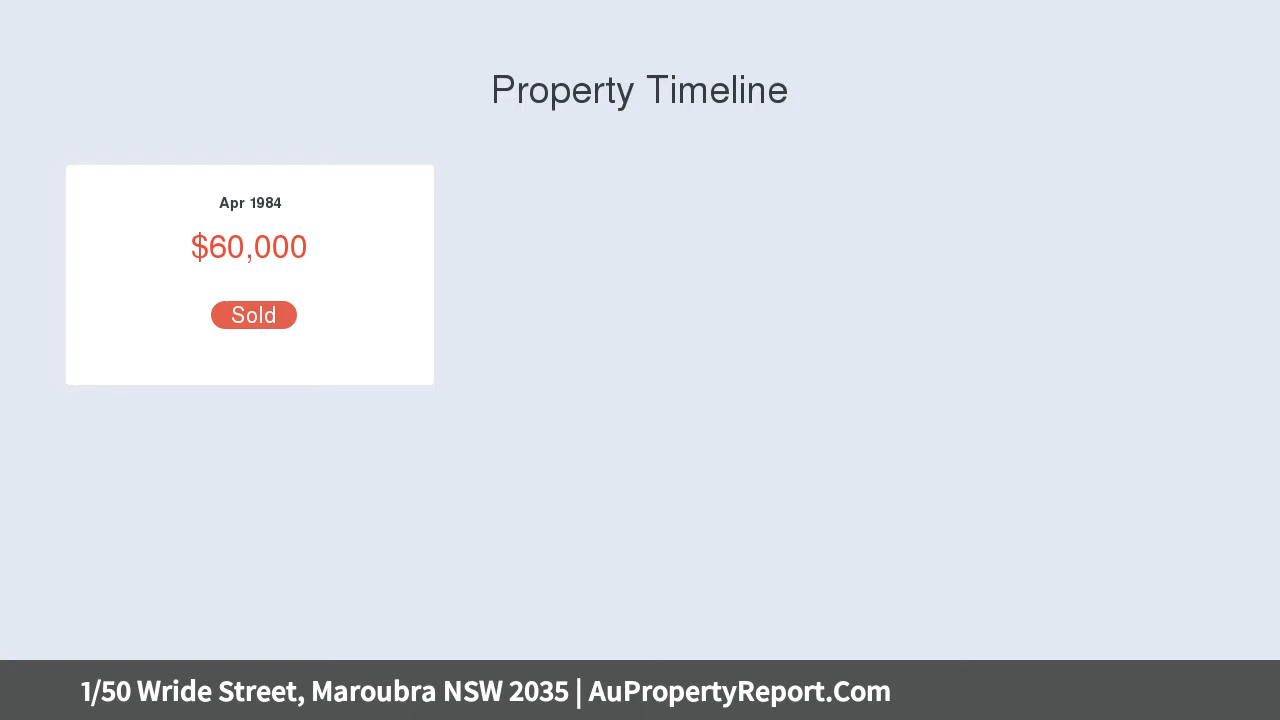 Property Timeline
Apr 1984
$60,000
Sold
1/50 Wride Street, Maroubra NSW 2035 | AuPropertyReport.Com